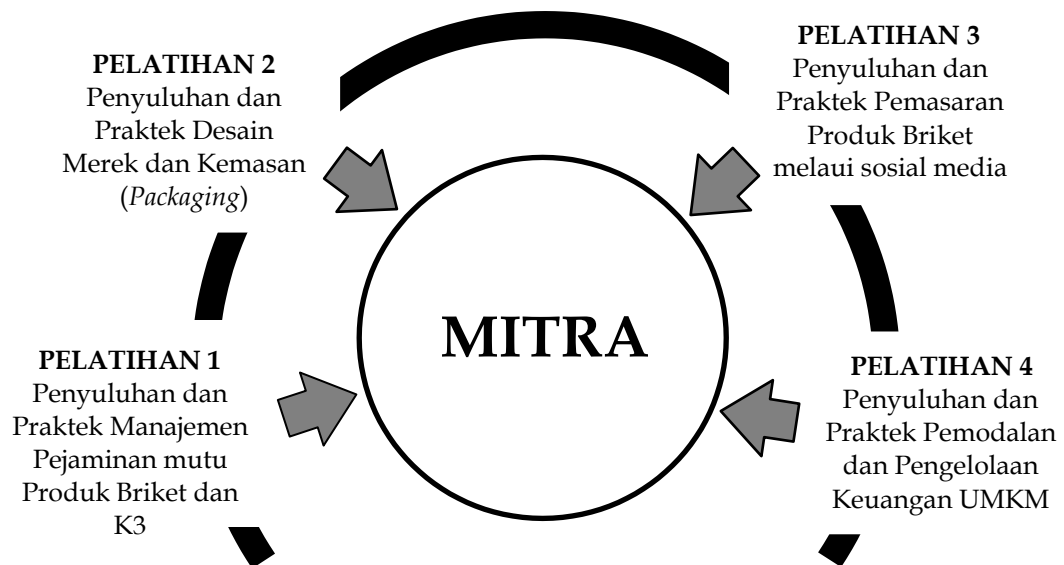 PELATIHAN 1
Penyuluhan dan
Praktek Manajemen
Pejaminan mutu
Produk Briket dan
K3
PELATIHAN 2
Penyuluhan dan
Praktek Desain
Merek dan Kemasan
(Packaging)
PELATIHAN 3
Penyuluhan dan
Praktek Pemasaran
Produk Briket
melaui sosial media
PELATIHAN 4
Penyuluhan dan
Praktek Pemodalan
dan Pengelolaan
Keuangan UMKM
MITRA